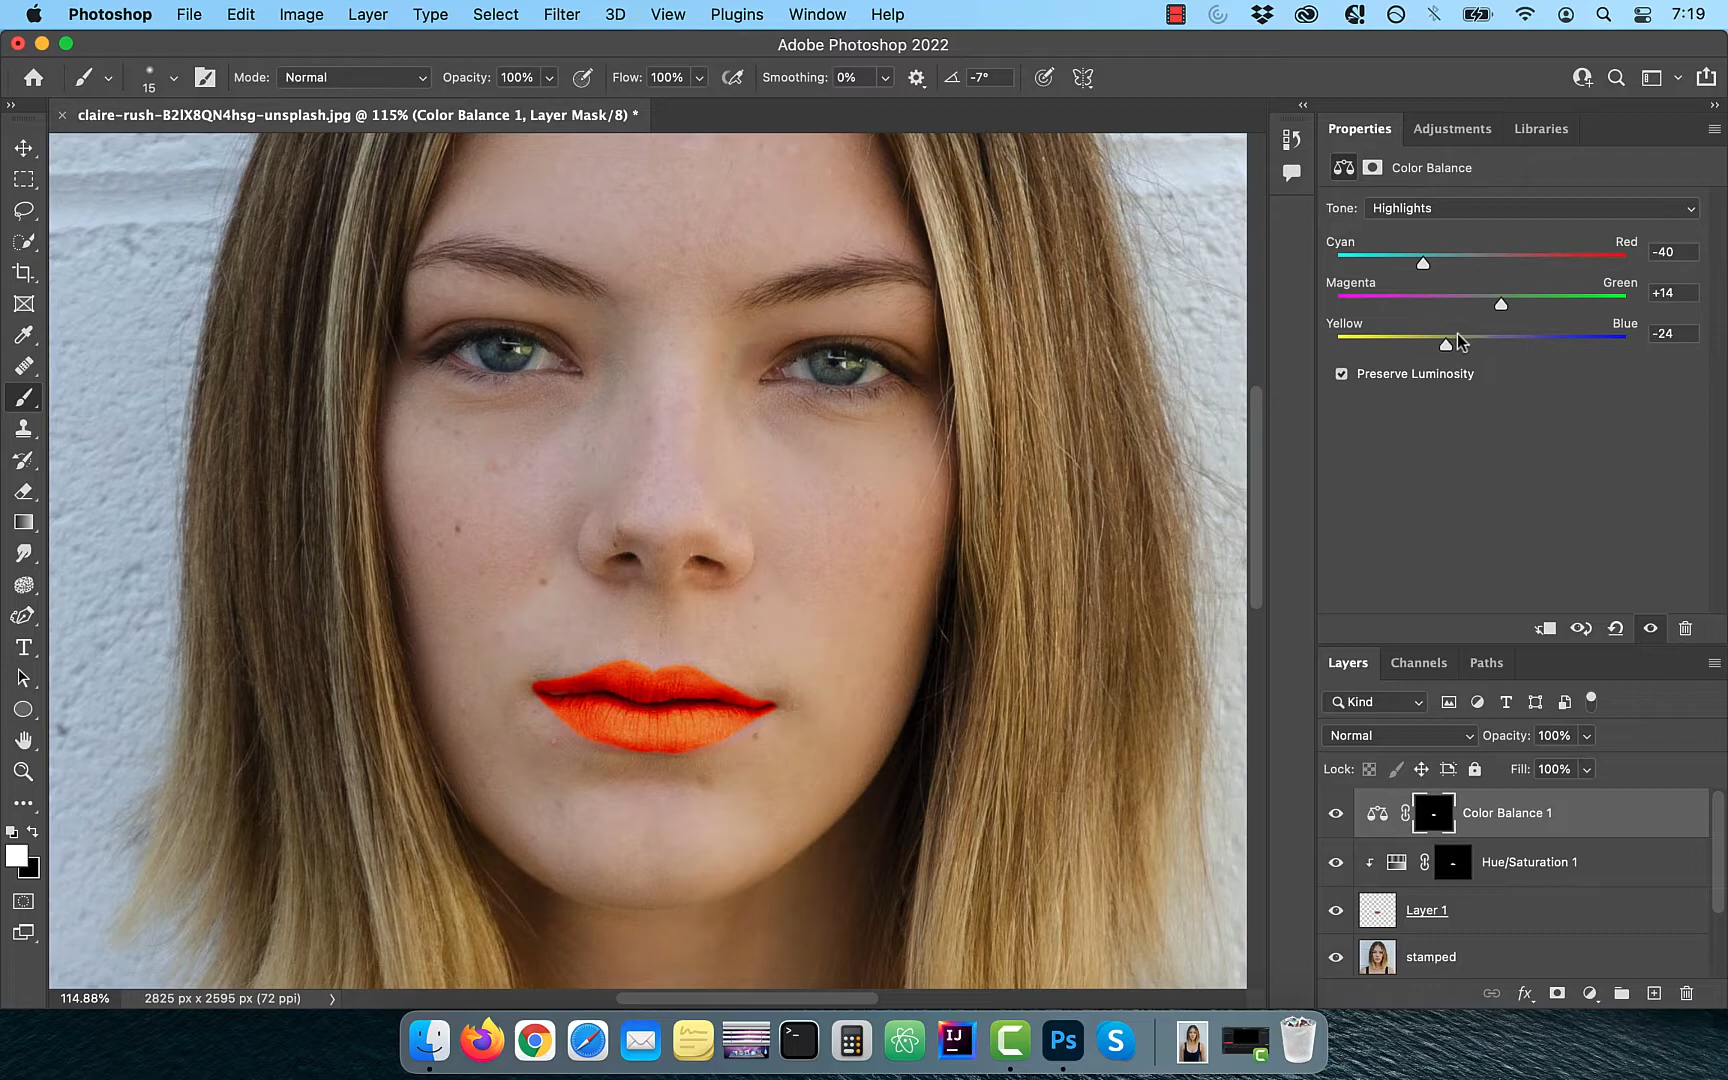 Photoshop File Edit Image Layer Type Select Filter 3D View Plugins Window Help 7:19
Adobe Photoshop 2022
15 Mode: Normal Opacity: 100% Flow: 100% Smoothing: 0% -7°
claire-rush-B2lX8QN4hsg-unsplash.jpg @ 115% (Color Balance 1, Layer Mask/8) *
Properties Adjustments Libraries
Color Balance
Tone: Highlights
Cyan Red -40
Magenta Green +14
Yellow Blue -24
Preserve Luminosity
Layers Channels Paths
Kind
Normal Opacity: 100%
Lock: Fill: 100%
Color Balance 1
Hue/Saturation 1
Layer 1
stamped
fx
114.88% 2825 px x 2595 px (72 ppi)
IJ Ps